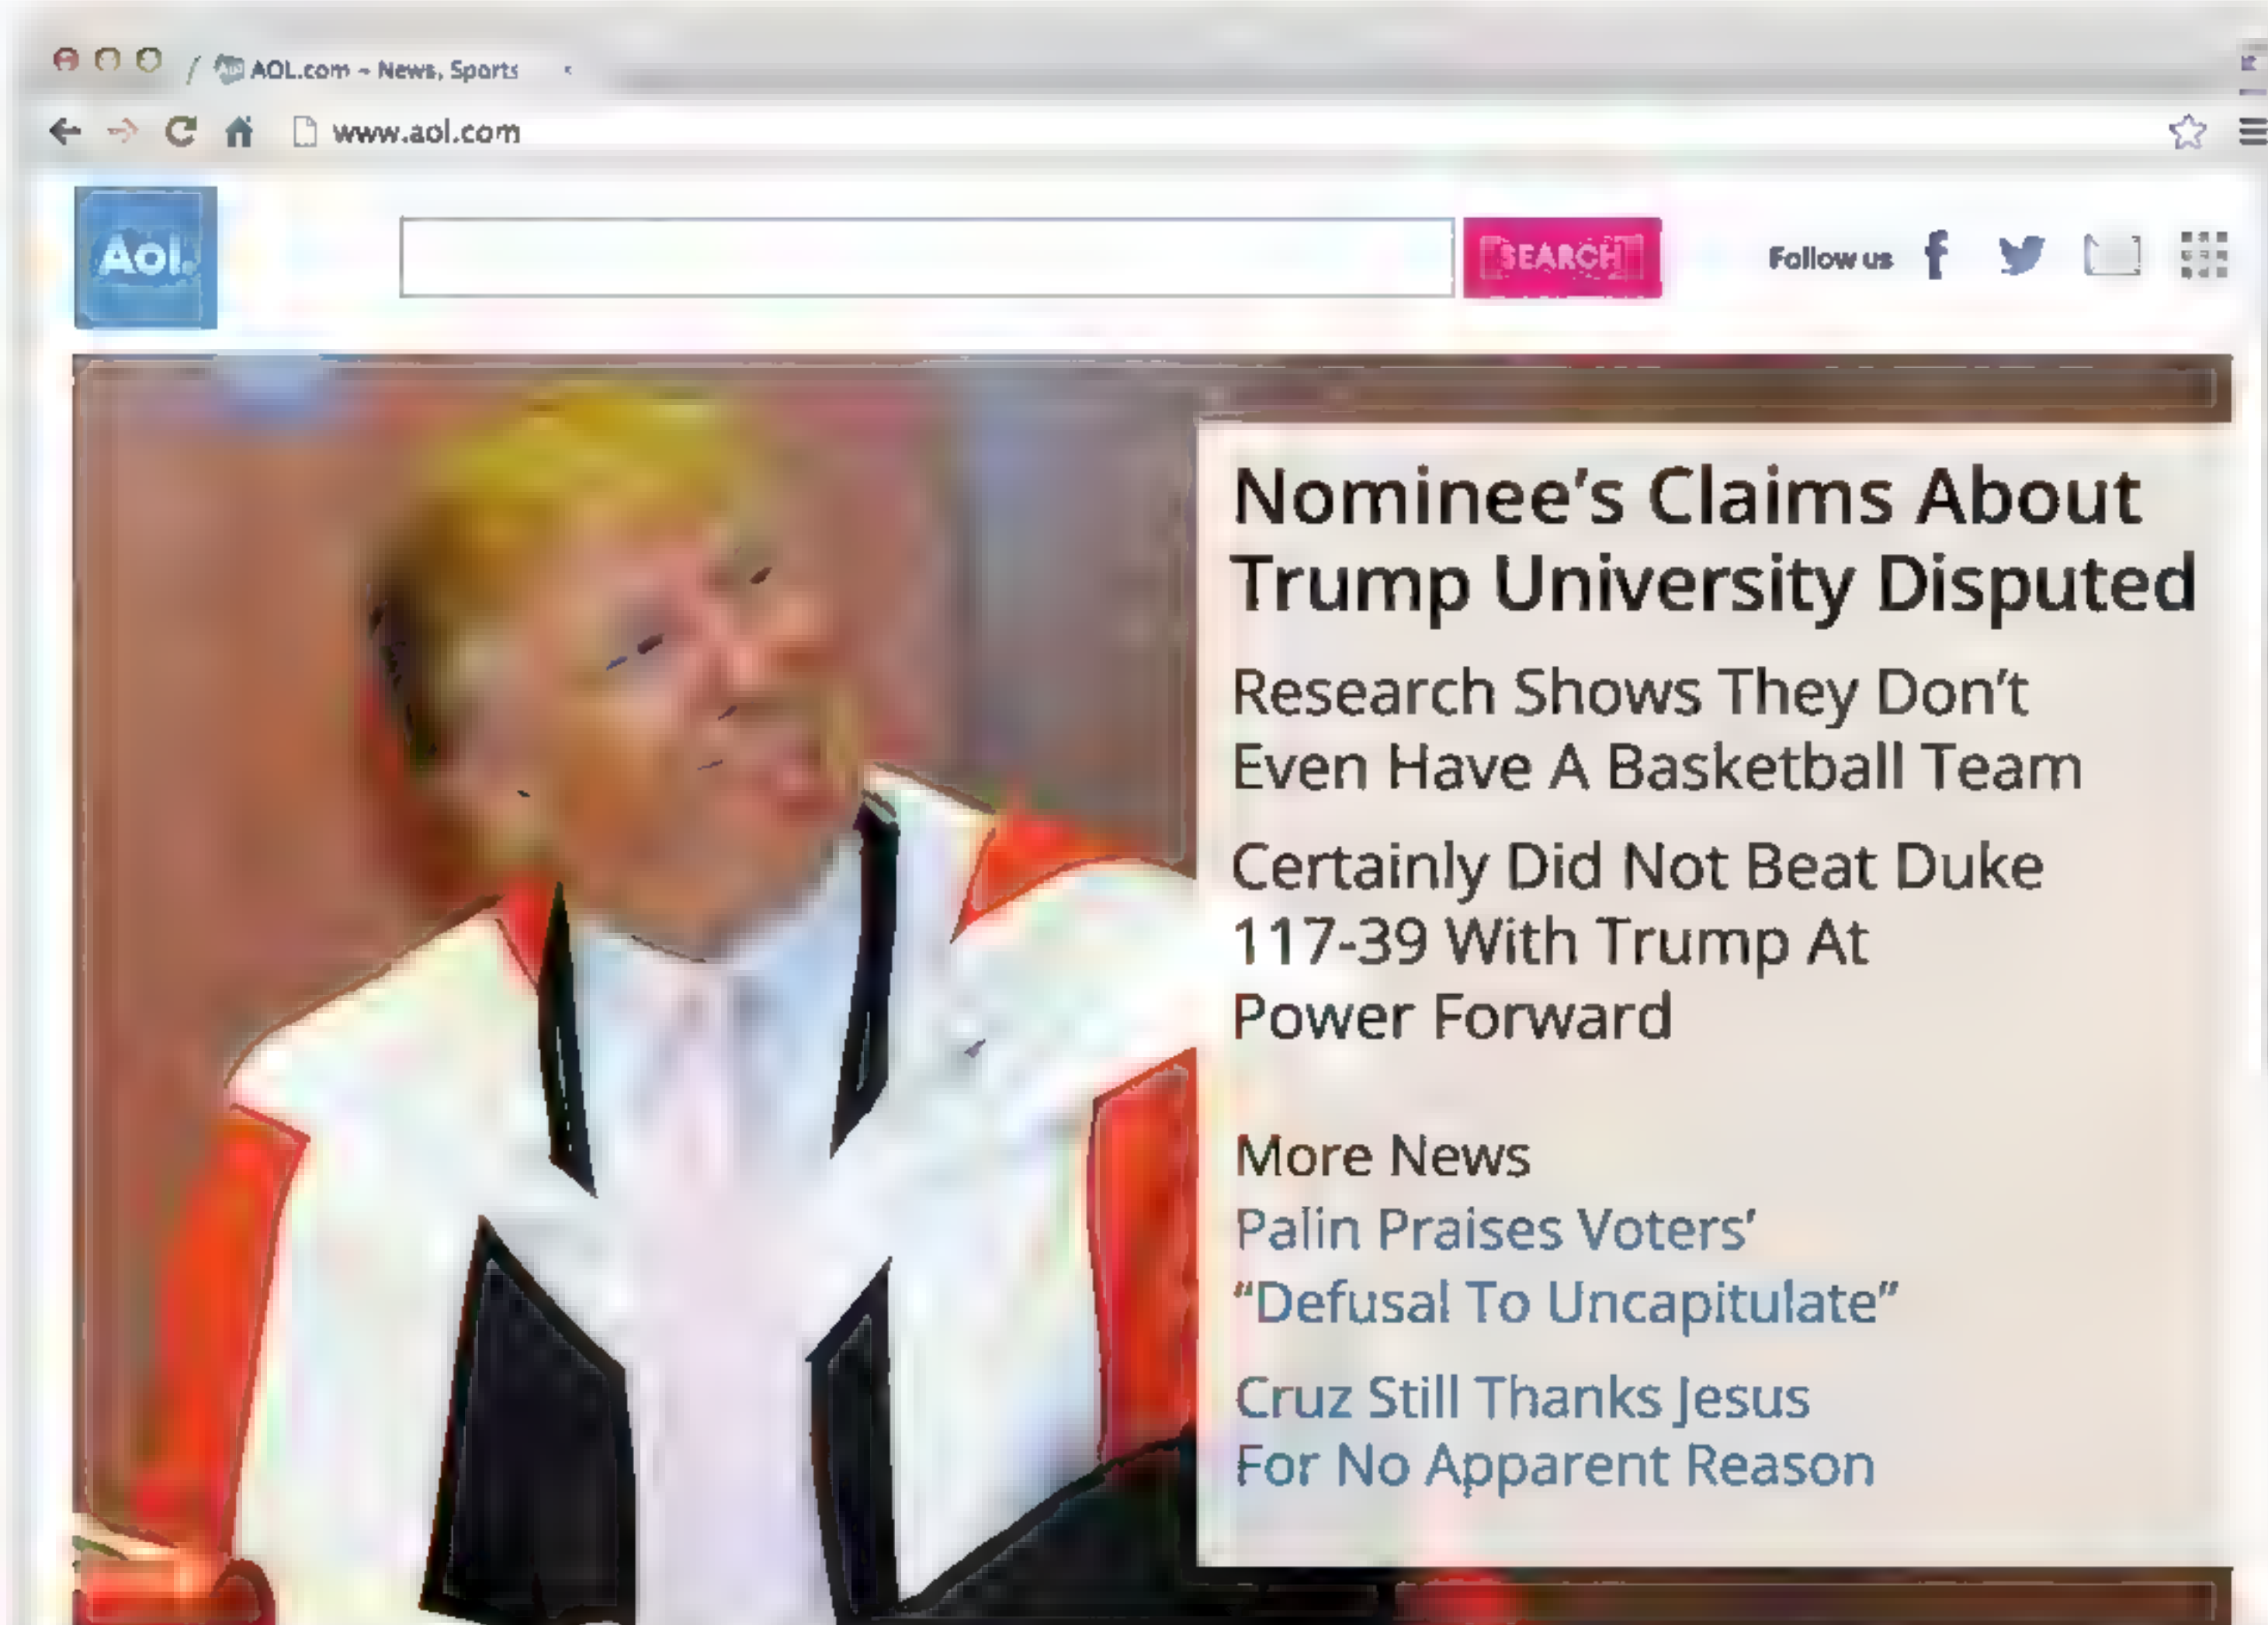 AOL.com - News, Sports
www.aol.com
Aol.
SEARCH
Follow us
Nominee’s Claims About
Trump University Disputed
Research Shows They Don’t
Even Have A Basketball Team
Certainly Did Not Beat Duke
117-39 With Trump At
Power Forward
More News
Palin Praises Voters’
“Defusal To Uncapitulate”
Cruz Still Thanks Jesus
For No Apparent Reason